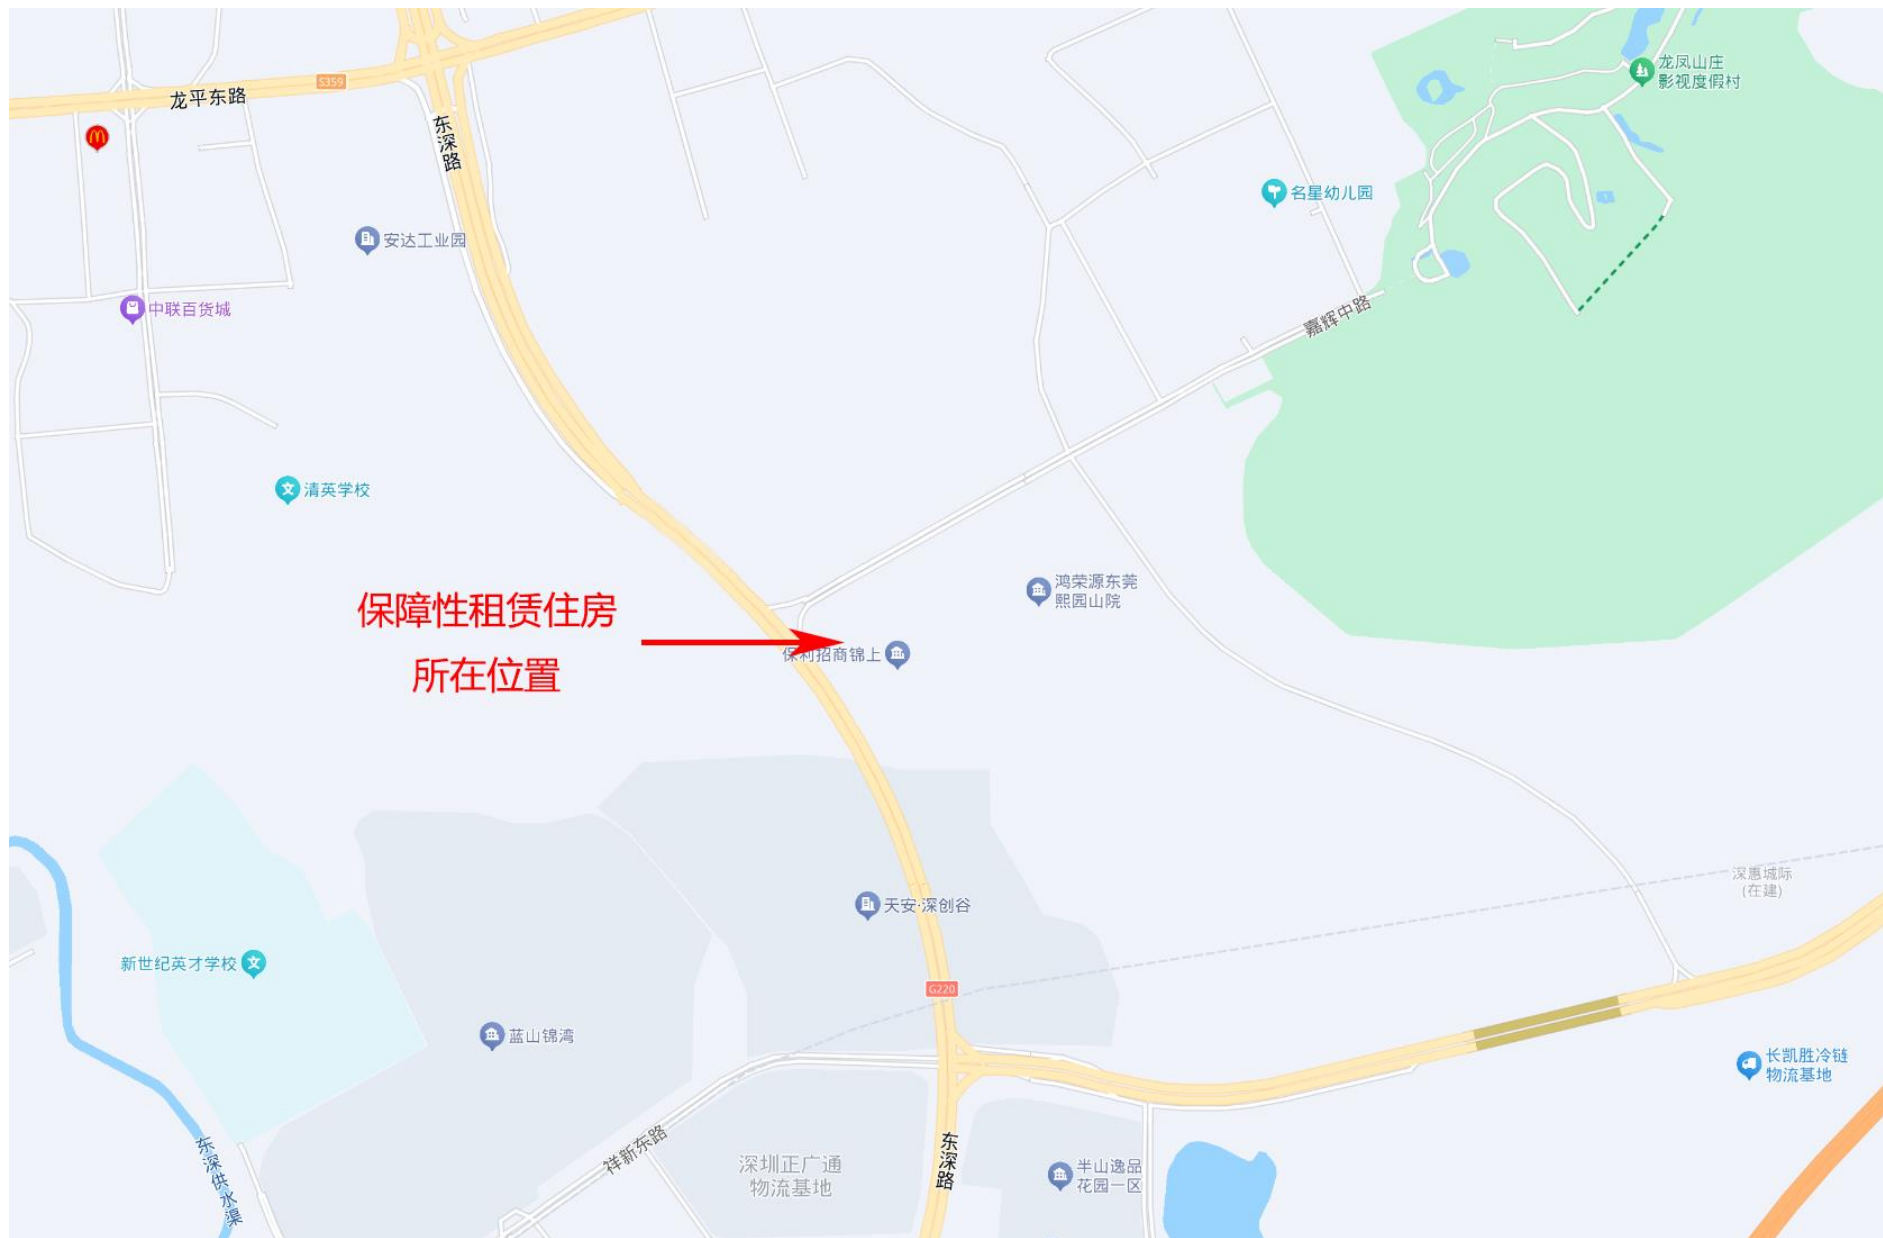 龙凤山庄
影视度假村
S359
龙平东路
东深路
名星幼儿园
安达工业园
中联百货城
嘉辉中路
清英学校
鸿荣源东莞
熙园山院
保障性租赁住房
所在位置
保利招商锦上
深惠城际
(在建)
天安·深创谷
新世纪英才学校
G220
蓝山锦湾
长凯胜冷链
物流基地
祥新东路
东深供水渠
深圳正广通
物流基地
东深路
半山逸品
花园一区